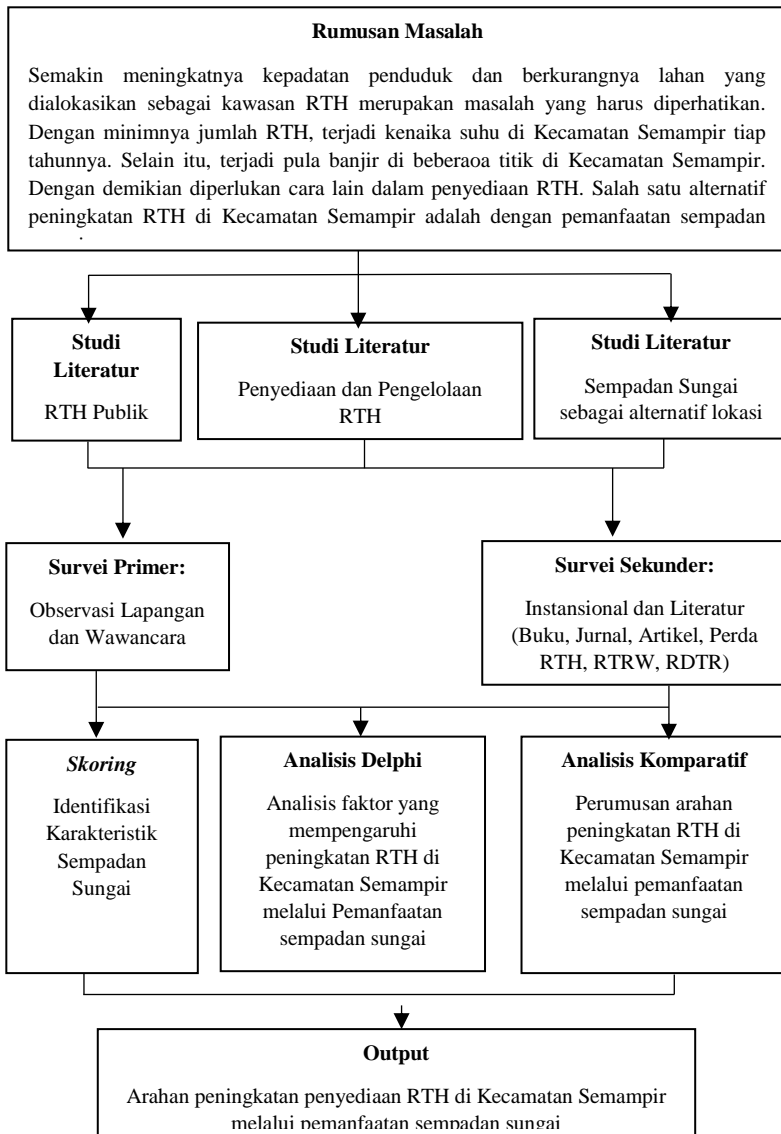 Rumusan Masalah
Semakin meningkatnya kepadatan penduduk dan berkurangnya lahan yang
dialokasikan sebagai kawasan RTH merupakan masalah yang harus diperhatikan.
Dengan minimnya jumlah RTH, terjadi kenaika suhu di Kecamatan Semampir tiap
tahunnya. Selain itu, terjadi pula banjir di beberaoa titik di Kecamatan Semampir.
Dengan demikian diperlukan cara lain dalam penyediaan RTH. Salah satu alternatif
peningkatan RTH di Kecamatan Semampir adalah dengan pemanfaatan sempadan
Studi
Literatur
RTH Publik
Studi Literatur
Penyediaan dan Pengelolaan
RTH
Studi Literatur
Sempadan Sungai
sebagai alternatif lokasi
Survei Primer:
Observasi Lapangan
dan Wawancara
Survei Sekunder:
Instansional dan Literatur
(Buku, Jurnal, Artikel, Perda
RTH, RTRW, RDTR)
Skoring
Identifikasi
Karakteristik
Sempadan
Sungai
Analisis Delphi
Analisis faktor yang
mempengaruhi
peningkatan RTH di
Kecamatan Semampir
melalui Pemanfaatan
sempadan sungai
Analisis Komparatif
Perumusan arahan
peningkatan RTH di
Kecamatan Semampir
melalui pemanfaatan
sempadan sungai
Output
Arahan peningkatan penyediaan RTH di Kecamatan Semampir
melalui pemanfaatan sempadan sungai